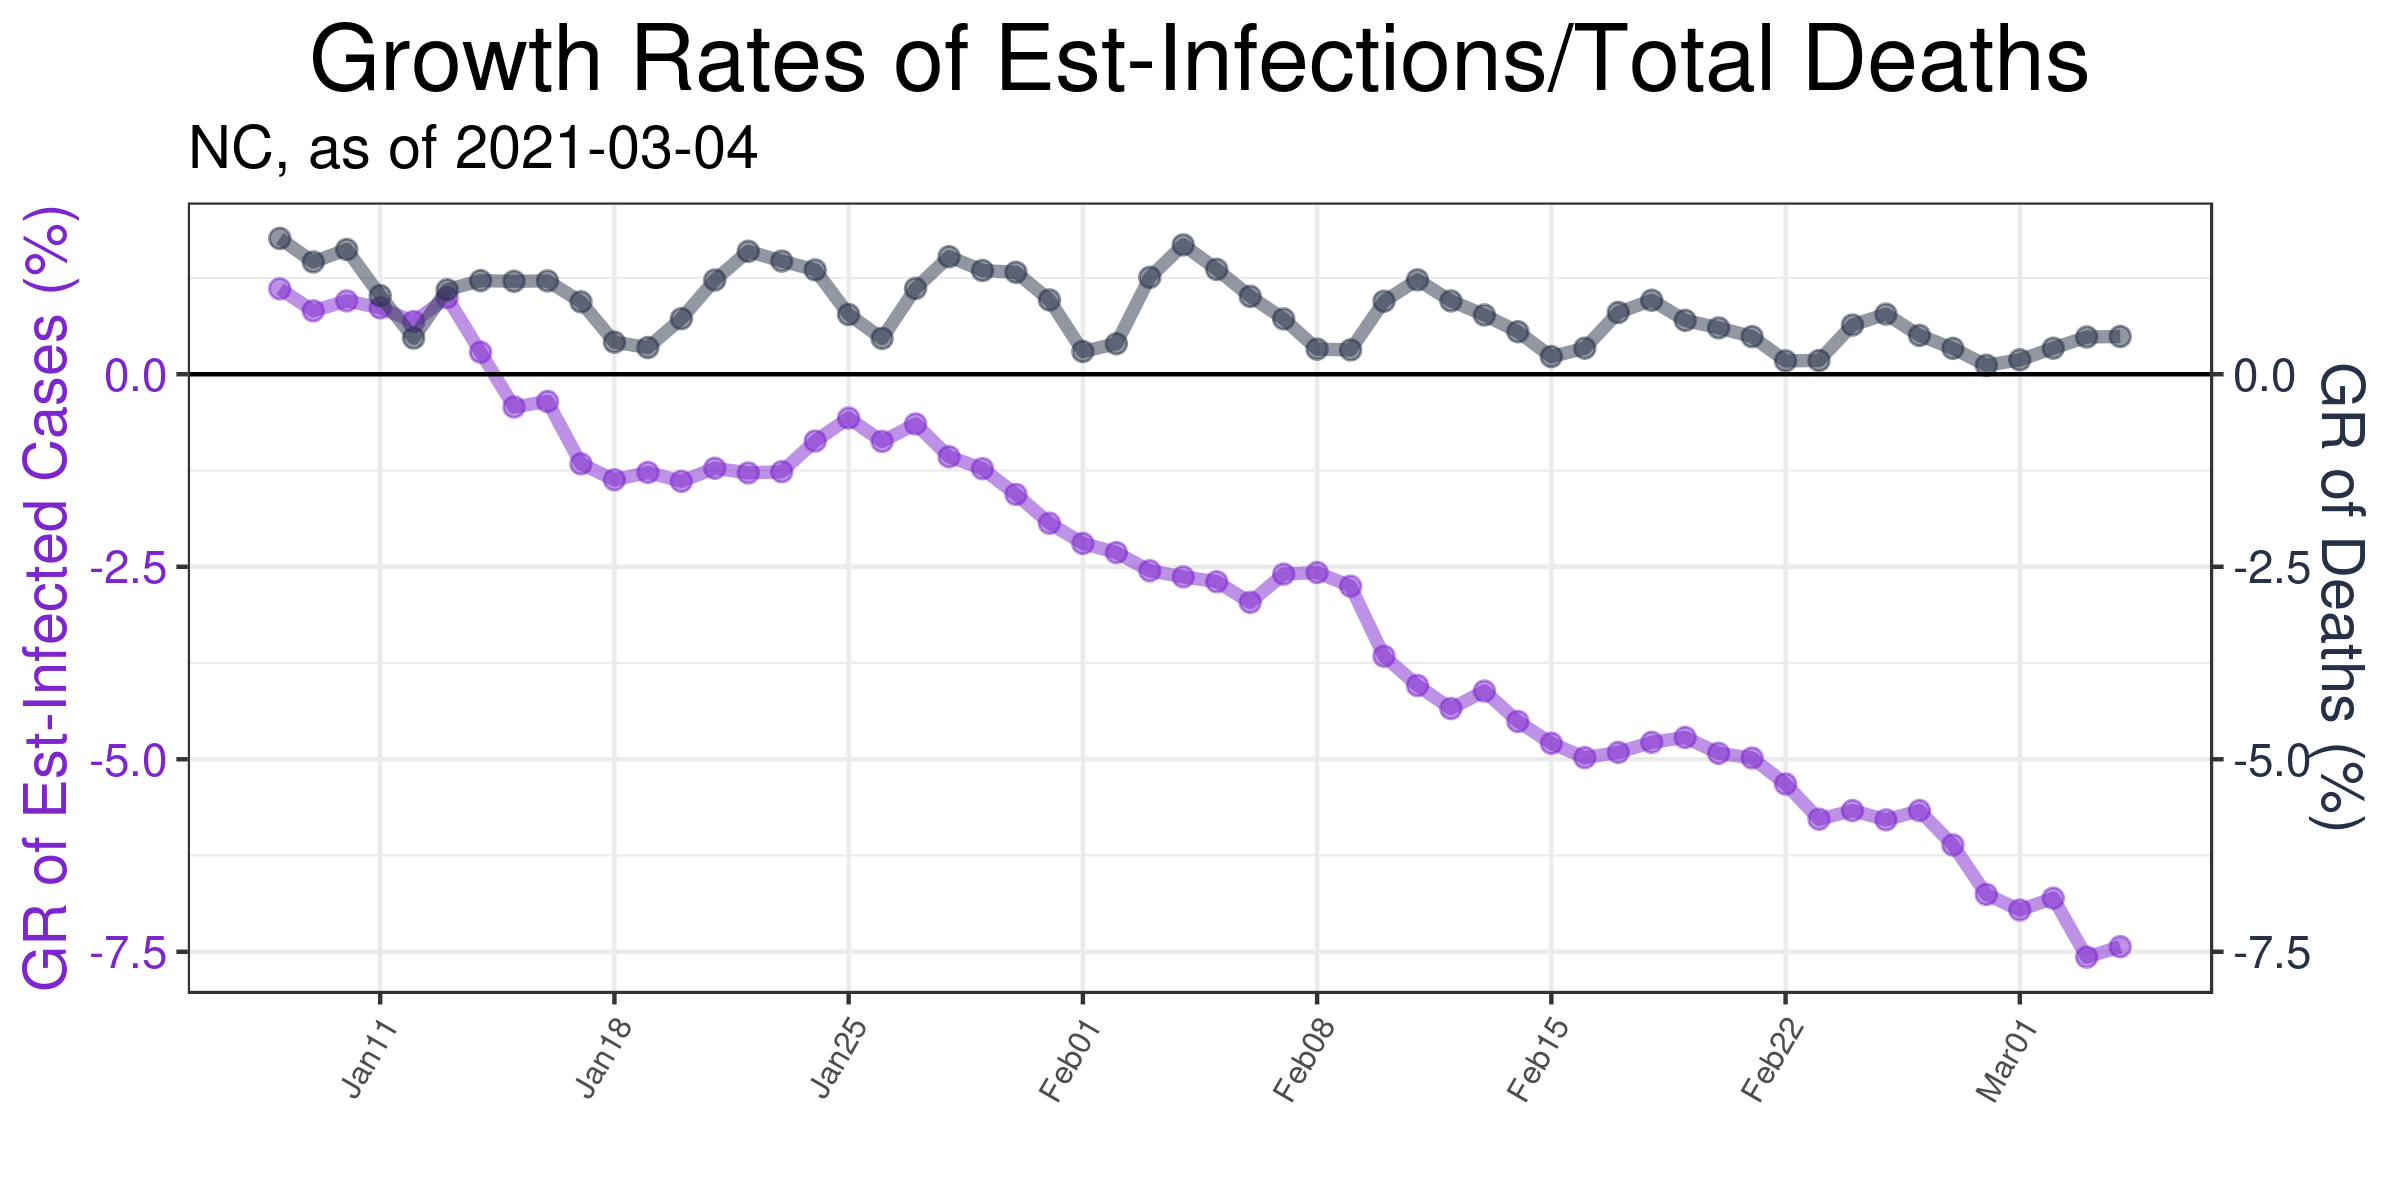 Growth Rates of Est-Infections/Total Deaths
NC, as of 2021-03-04
GR of Est-Infected Cases (%)
0.0
-2.5
-5.0
-7.5
0.0
-2.5
-5.0
-7.5
GR of Deaths (%)
Jan11
Jan18
Jan25
Feb01
Feb08
Feb15
Feb22
Mar01